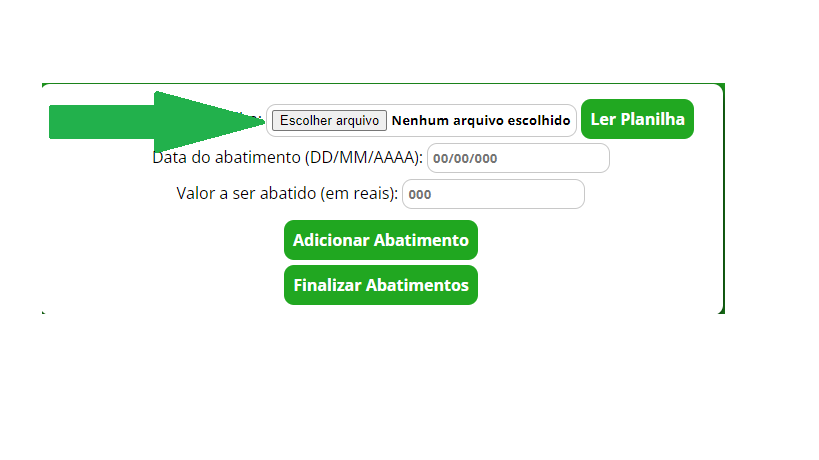 Escolher arquivo Nenhum arquivo escolhido Ler Planilha
Data do abatimento (DD/MM/AAAA): 00/00/000
Valor a ser abatido (em reais): 000
Adicionar Abatimento
Finalizar Abatimentos